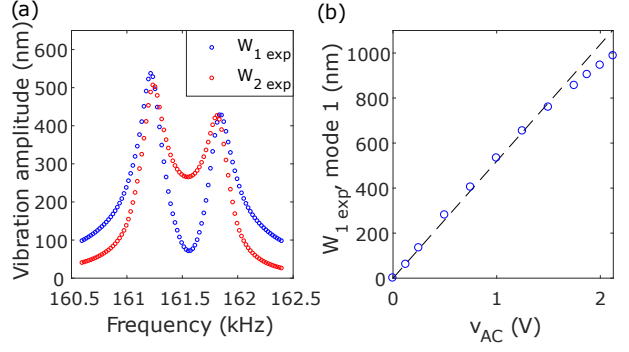 (a)
W1 exp
W2 exp
Vibration amplitude (nm)
600
500
400
300
200
100
0
160.5
161
161.5
162
162.5
Frequency (kHz)
(b)
W1 exp, mode 1 (nm)
1000
800
600
400
200
0
0
1
2
vAC (V)